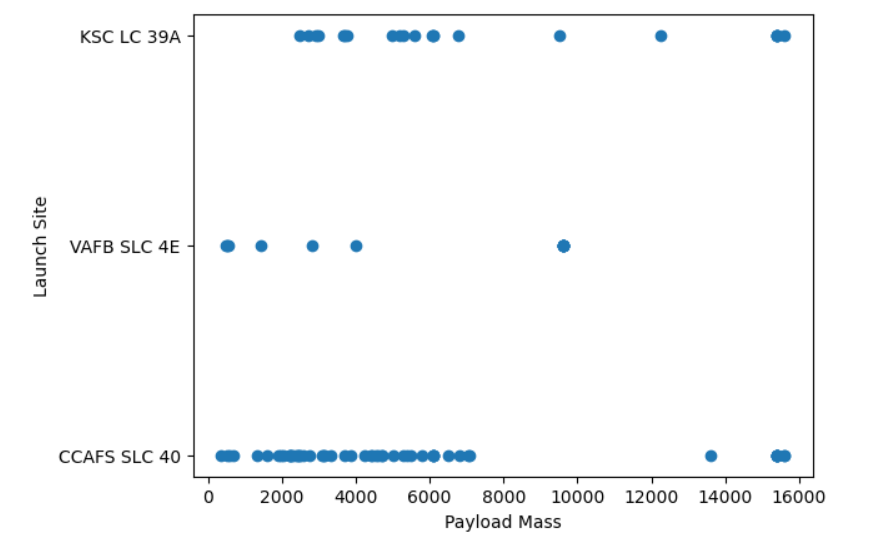 KSC LC 39A
VAFB SLC 4E
CCAFS SLC 40
Launch Site
0 2000 4000 6000 8000 10000 12000 14000 16000
Payload Mass